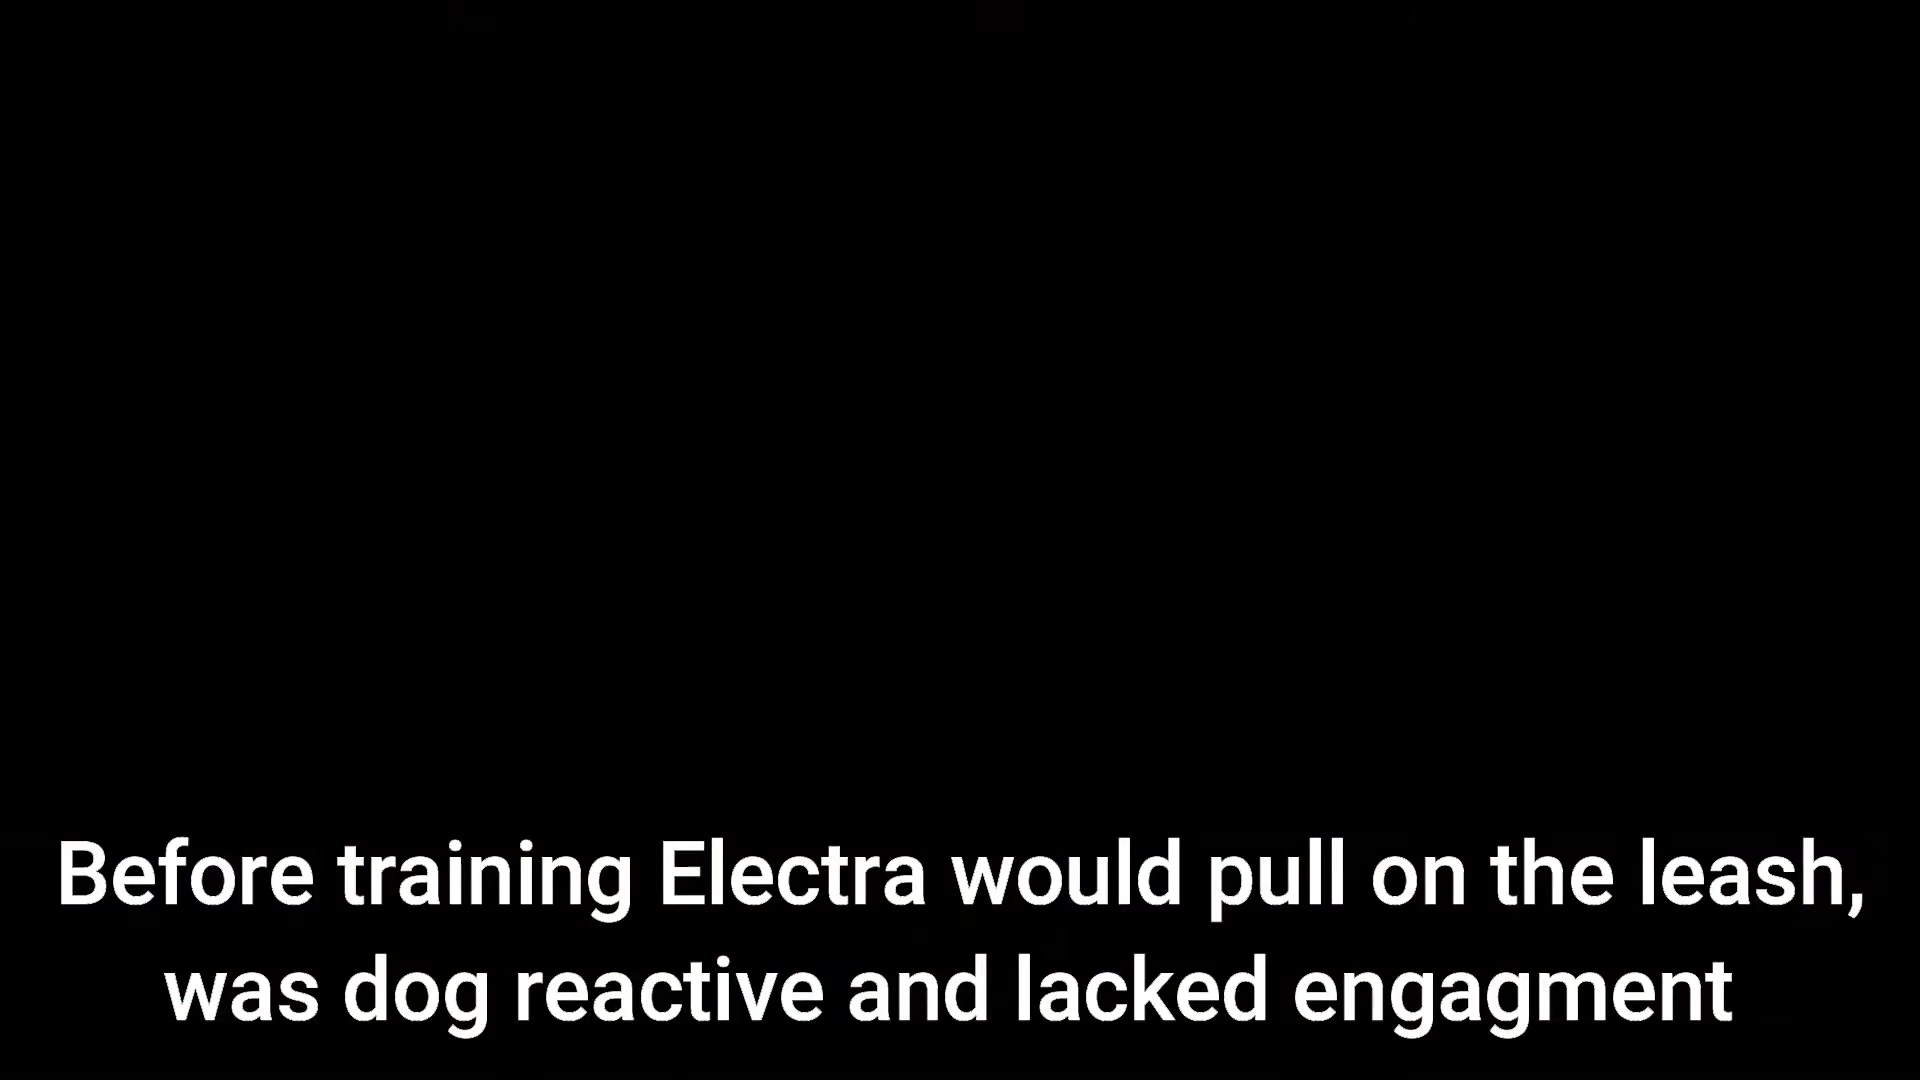 Before training Electra would pull on the leash,
was dog reactive and lacked engagment